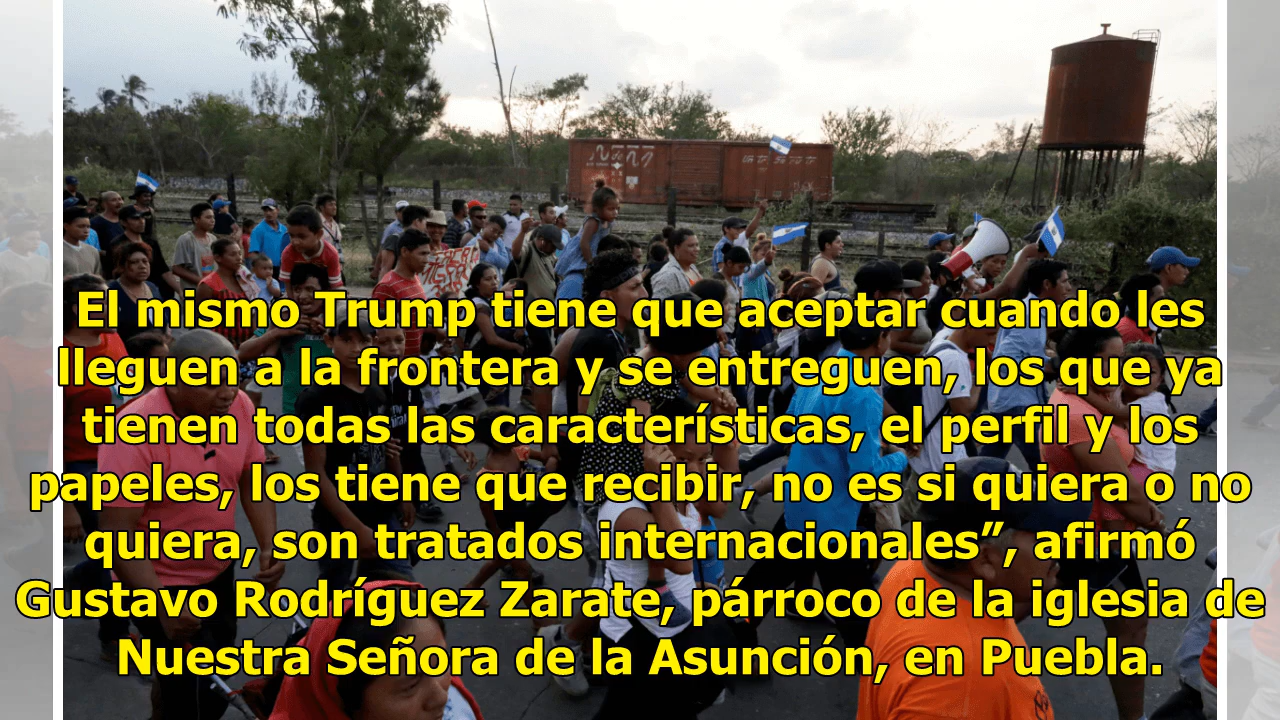 El mismo Trump tiene que aceptar cuando les
lleguen a la frontera y se entreguen, los que ya
tienen todas las características, el perfil y los
papeles, los tiene que recibir, no es si quiera o no
quiera, son tratados internacionales”, afirmó
Gustavo Rodríguez Zarate, párroco de la iglesia de
Nuestra Señora de la Asunción, en Puebla.